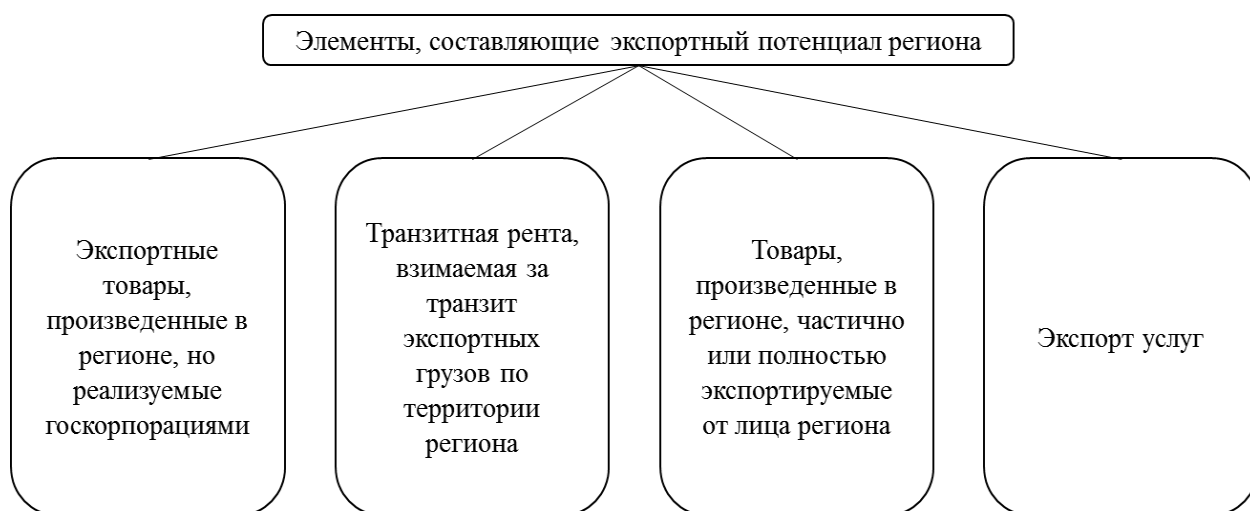 Элементы, составляющие экспортный потенциал региона
Экспортные
товары,
произведенные в
регионе, но
реализуемые
госкорпорациями
Транзитная рента,
взимаемая за
транзит
экспортных
грузов по
территории
региона
Товары,
произведенные в
регионе, частично
или полностью
экспортируемые
от лица региона
Экспорт услуг